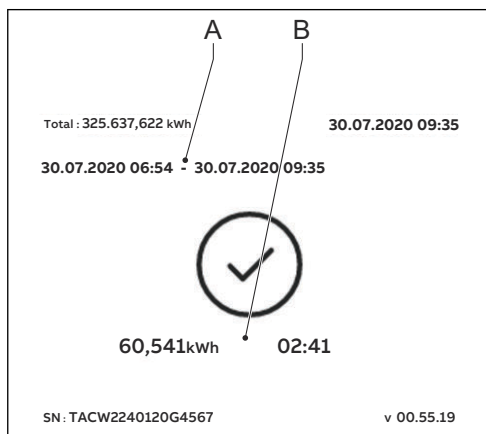 A B
Total : 325.637,622 kWh 30.07.2020 09:35
30.07.2020 06:54 - 30.07.2020 09:35
60,541kWh 02:41
SN: TACW2240120G4567 v 00.55.19